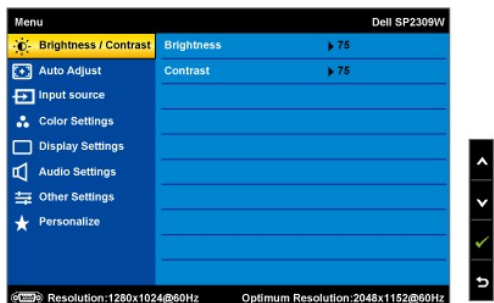 Menu Dell SP2309W
Brightness / Contrast Brightness 75
Auto Adjust Contrast 75
Input source
Color Settings
Display Settings
Audio Settings
Other Settings
Personalize
Resolution:1280x1024@60Hz Optimum Resolution:2048x1152@60Hz